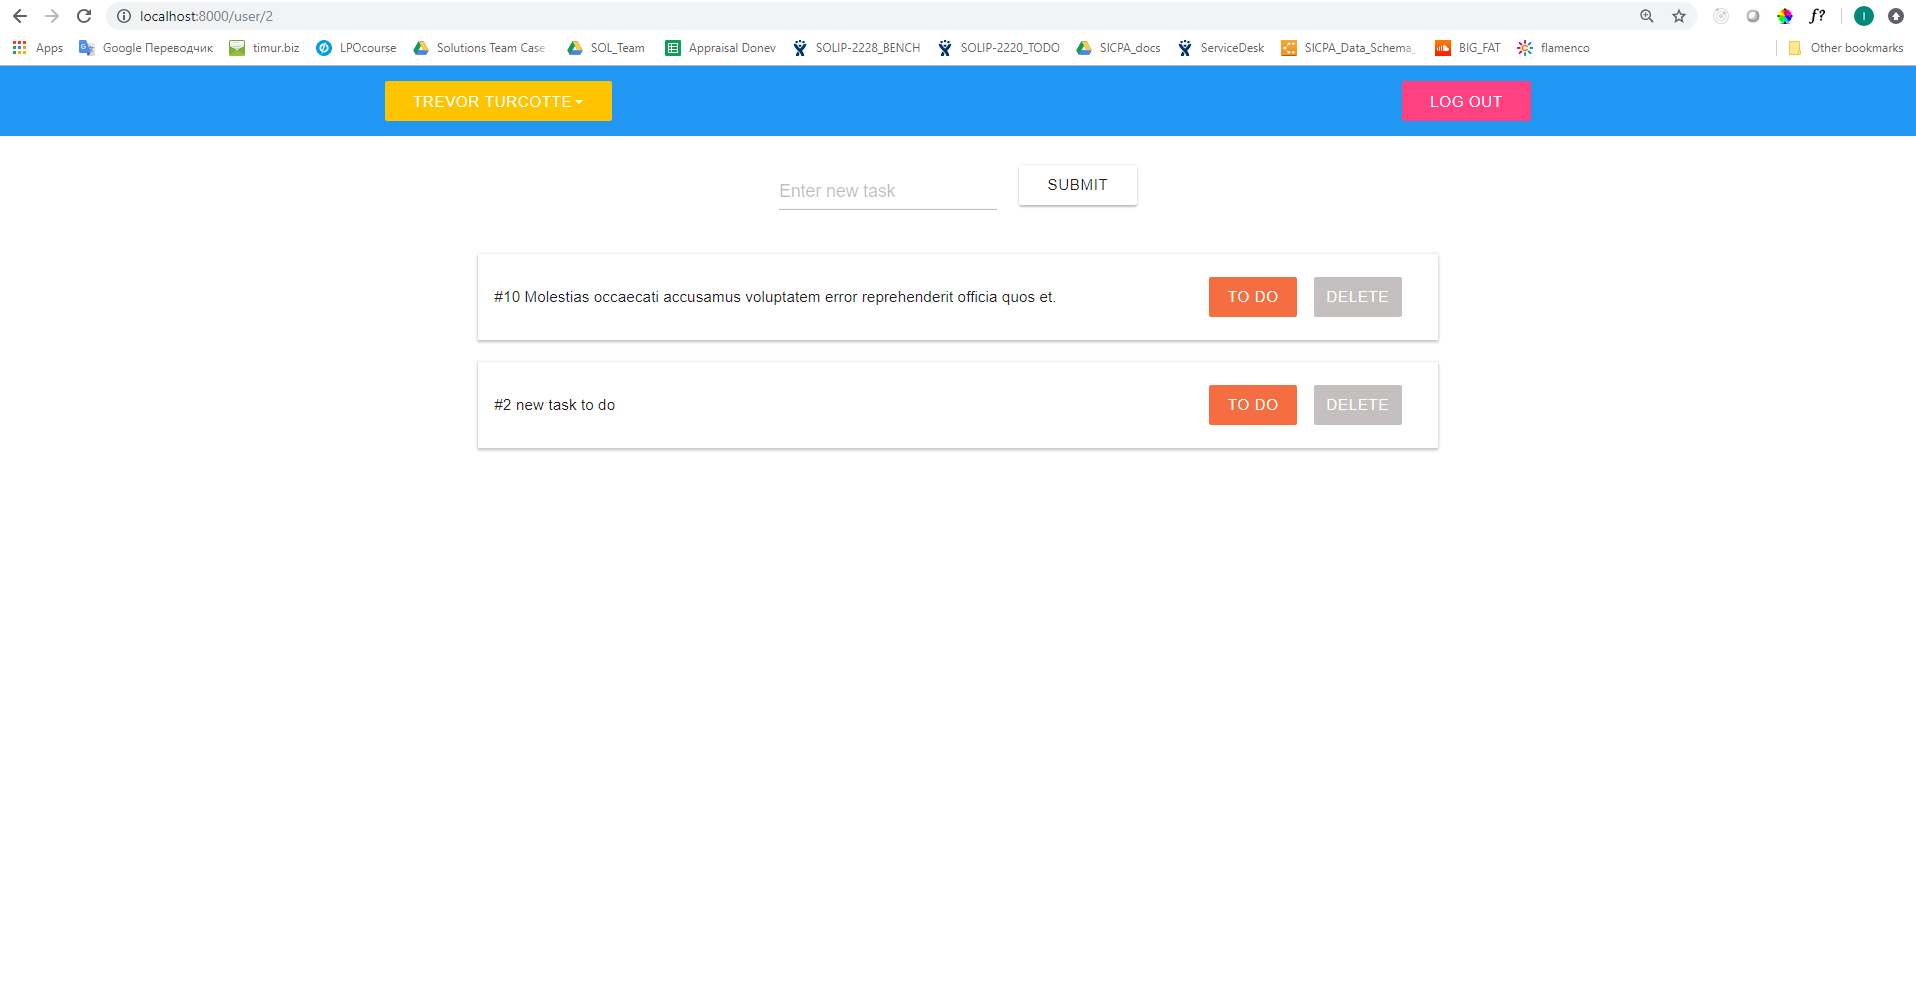 localhost:8000/user/2
f?
I
Apps
Google Переводчик
timur.biz
LPOcourse
Solutions Team Case
SOL_Team
Appraisal Donev
SOLIP-2228_BENCH
SOLIP-2220_TODO
SICPA_docs
ServiceDesk
SICPA_Data_Schema_
BIG_FAT
flamenco
Other bookmarks
TREVOR TURCOTTE
LOG OUT
Enter new task
SUBMIT
#10 Molestias occaecati accusamus voluptatem error reprehenderit officia quos et.
TO DO
DELETE
#2 new task to do
TO DO
DELETE